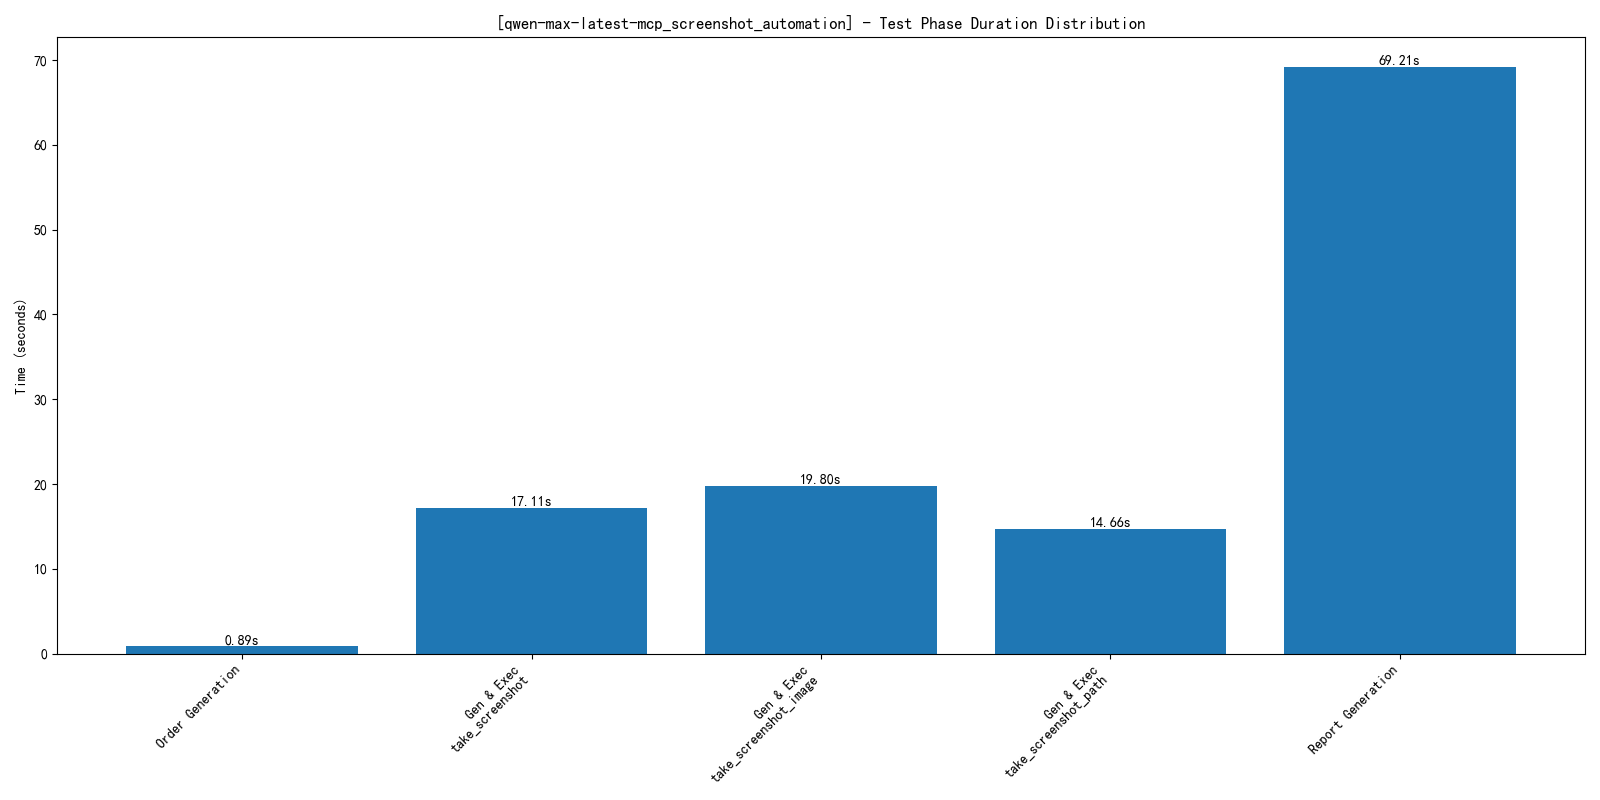 [qwen-max-latest-mcp_screenshot_automation] - Test Phase Duration Distribution
Time (seconds)
70
60
50
40
30
20
10
0
0.89s
17.11s
19.80s
14.66s
69.21s
Order Generation
Gen & Exec
take_screenshot
Gen & Exec
take_screenshot_image
Gen & Exec
take_screenshot_path
Report Generation